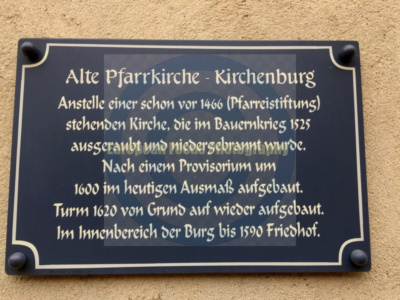 Alte Pfarrkirche - Kirchenburg
Anstelle einer schon vor 1466 (Pfarreistiftung)
stehenden Kirche, die im Bauernkrieg 1525
ausgeraubt und niedergebrannt wurde.
Nach einem Provisorium um
1600 im heutigen Ausmaß aufgebaut.
Turm 1620 von Grund auf wieder aufgebaut.
Im Innenbereich der Burg bis 1590 Friedhof.